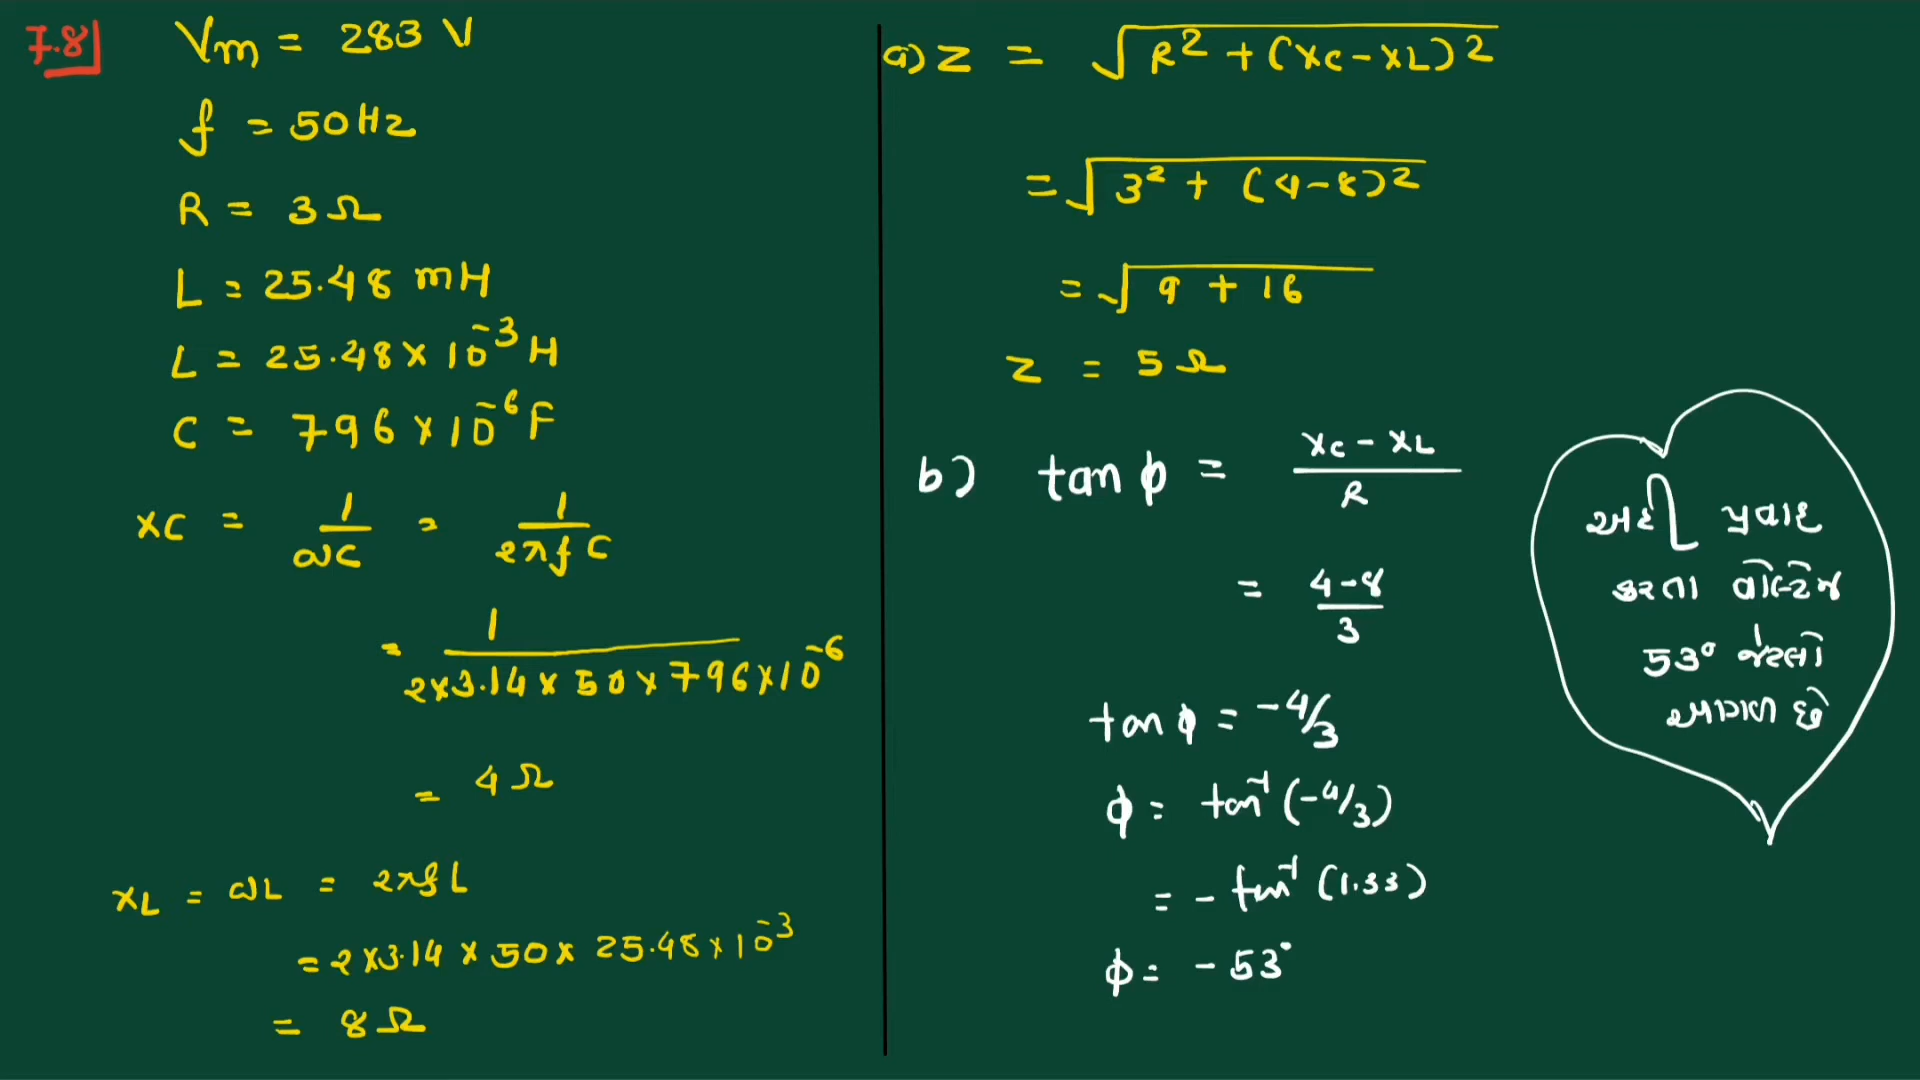 7.8
Vm = 283 V
f = 50Hz
R = 3Ω
L = 25.48 mH
L = 25.48 × 10⁻³ H
C = 796 × 10⁻⁶ F
XC = 1/ωC = 1/2πfC
= 1/2×3.14×50×796×10⁻⁶
= 4Ω
XL = ωL = 2πfL
= 2×3.14×50×25.48×10⁻³
= 8Ω
a) Z = √R² + (XC-XL)²
= √3² + (4-8)²
= √9 + 16
Z = 5Ω
b) tan ϕ = XC - XL/R
= 4-8/3
tan ϕ = -4/3
ϕ = tan⁻¹ (-4/3)
= - tan⁻¹ (1.33)
ϕ = - 53°
અહીં પ્રવાહ
કરતા વોલ્ટેજ
53° જેટલો
આગળ છે